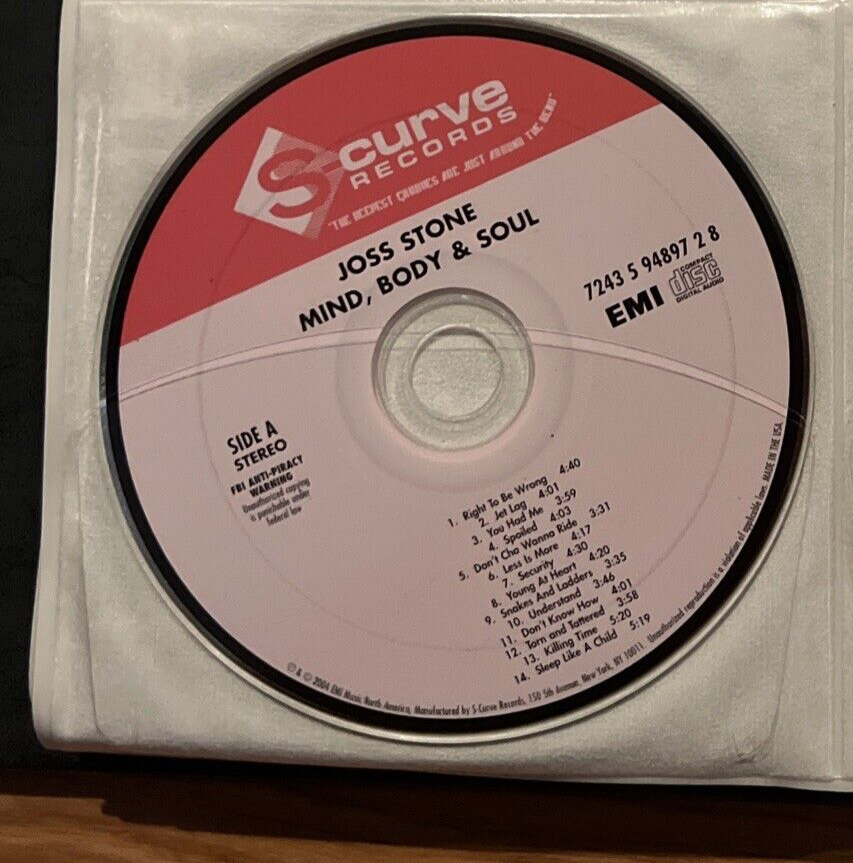 S-curve
RECORDS
"THE DEEPEST GROOVES ARE JUST AROUND THE BEND"
JOSS STONE
MIND, BODY & SOUL
7243 5 94897 2 8
EMI
COMPACT
disc
DIGITAL AUDIO
SIDE A
STEREO
FBI ANTI-PIRACY
WARNING
Unauthorized copying
is punishable under
federal law
1. Right To Be Wrong 4:40
2. Jet Lag 4:01
3. You Had Me 3:59
4. Spoiled 4:03
5. Don't Cha Wanna Ride 3:31
6. Less Is More 4:17
7. Security 4:30
8. Young At Heart 4:20
9. Snakes And Ladders 3:35
10. Understand 3:46
11. Don't Know How 4:01
12. Torn and Tattered 3:58
13. Killing Time 5:20
14. Sleep Like A Child 5:19
℗ & © 2004 EMI Music North America, Manufactured by S-Curve Records, 150 5th Avenue, New York, NY 10011. Unauthorized reproduction is a violation of applicable laws. MADE IN THE USA.